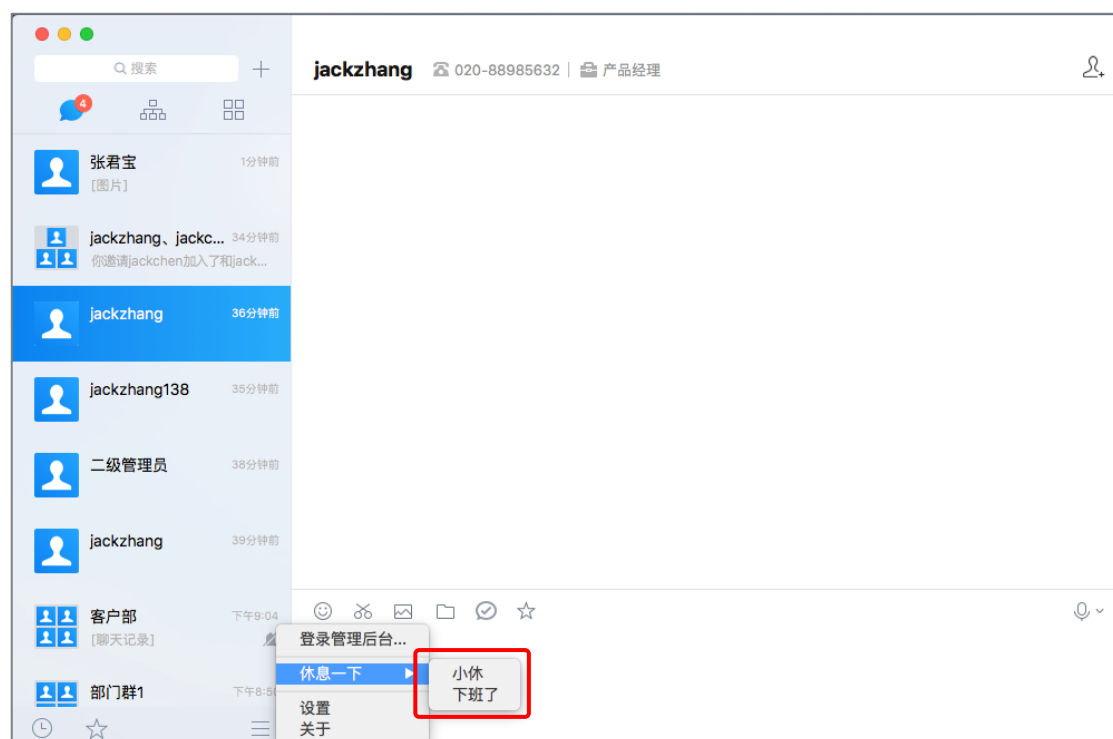 搜索
4
张君宝 1分钟前
[图片]
jackzhang、jackc... 34分钟前
你邀请jackchen加入了和jack...
jackzhang 36分钟前
jackzhang138 35分钟前
二级管理员 38分钟前
jackzhang 39分钟前
客户部 下午9:04
[聊天记录]
部门群1 下午8:50
jackzhang 020-88985632 产品经理
登录管理后台...
休息一下
小休
下班了
设置
关于